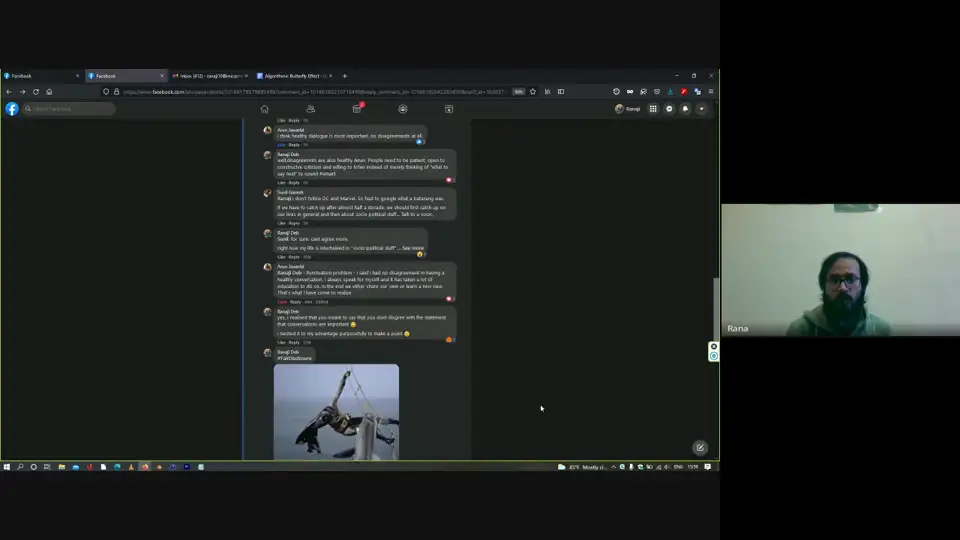 Facebook
Facebook
Algorithmic Butterfly Effect -
Search Facebook
Ranaji
Like Reply
Arun Jaswal
I think healthy dialogue is most important, no disagreements at all.
Like Reply
Ranaji Deb
well,disagreements are also healthy Arun. People need to be patient, open to
constructive criticism and willing to listen instead of merely thinking of "what to
say next" to sound
Like Reply
Sunil
Ranaji I don't follow DC and Marvel. So had to google what a batarang was.
If we have to catch up after almost half a decade, we should first catch up on
our lives in general and then about socio political stuff... Talk to u soon.
Like Reply
Ranaji Deb
Sunil for sure. cant agree more.
right now my life is intertwined in "socio political stuff" ... See more
Like Reply
Arun Jaswal
Ranaji Deb - Punctuation problem - I said I had no disagreement in having a
healthy conversation. I always speak for myself and it has taken a lot of
education to do so. In the end we either share our view or learn a new view.
That's what I have come to realize.
Reply
Ranaji Deb
yes, i realised that you meant to say that you dont disgree with the statement
that conversations are important
i twisted it to my advantage purposefully to make a point
Like Reply
Ranaji Deb
#FairDisclosure
Rana
45°F Mostly cl...
ENG